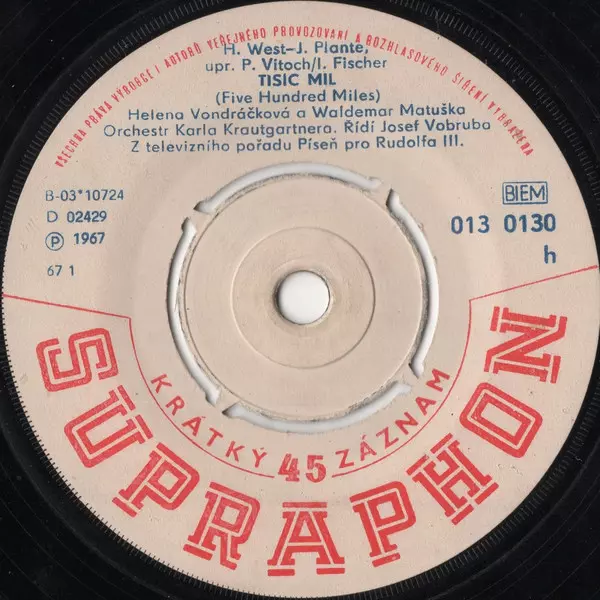 VŠECHNA PRÁVA VÝROBCE I AUTORŮ VEŘEJNÉHO PROVOZOVÁNÍ A ROZHLASOVÉHO ŠÍŘENÍ VYHRAZENA
H. West-J. Plante,
upr. P. Vitoch/I. Fischer
TISIC MIL
(Five Hundred Miles)
Helena Vondráčková a Waldemar Matuška
Orchestr Karla Krautgartnera. Řídí Josef Vobruba
Z televizního pořadu Píseň pro Rudolfa III.
B-03*10724
D 02429
Ⓟ 1967
67 1
BIEM
013 0130
h
KRÁTKÝ 45 ZÁZNAM
SUPRAPHON